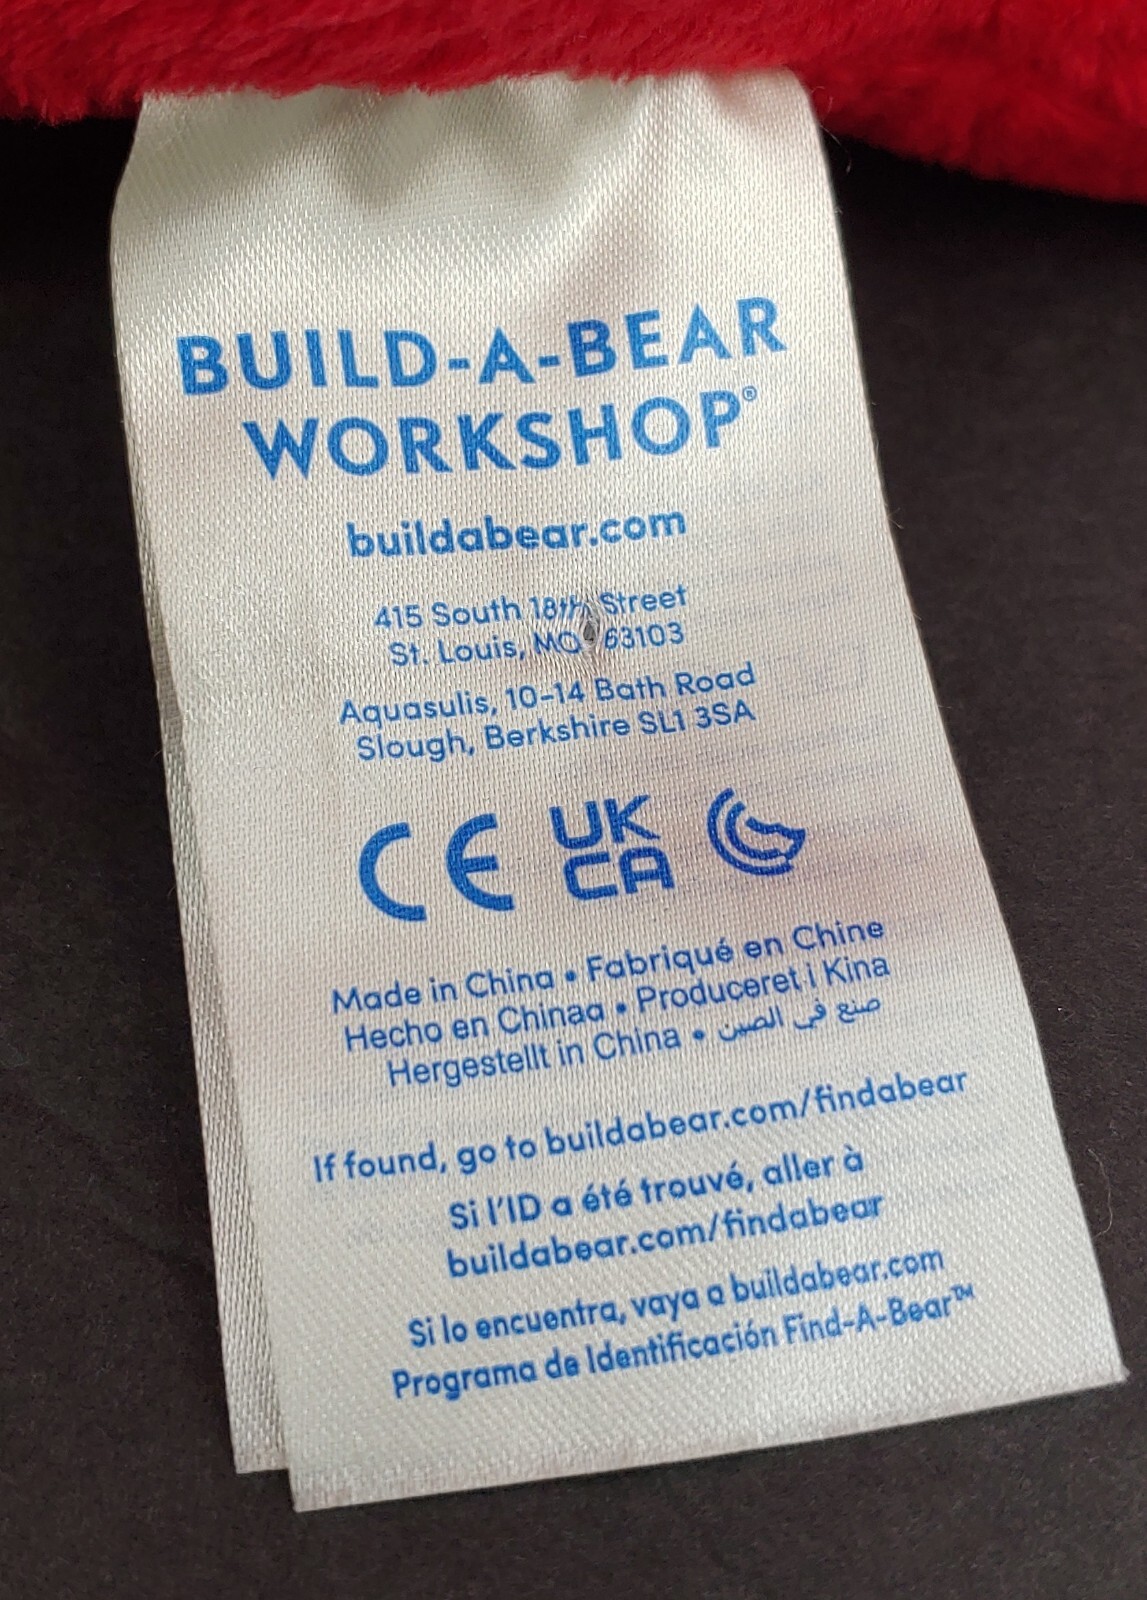 BUILD-A-BEAR
WORKSHOP®
buildabear.com
415 South 18th Street
St. Louis, MO 63103
Aquasulis, 10-14 Bath Road
Slough, Berkshire SL1 3SA
CE UK
CA
Made in China • Fabriqué en Chine
Hecho en Chinaa • Produceret i Kina
Hergestellt in China • صنع في الصين
If found, go to buildabear.com/findabear
Si l'ID a été trouvé, aller à
buildabear.com/findabear
Si lo encuentra, vaya a buildabear.com
Programa de Identificación Find-A-Bear™